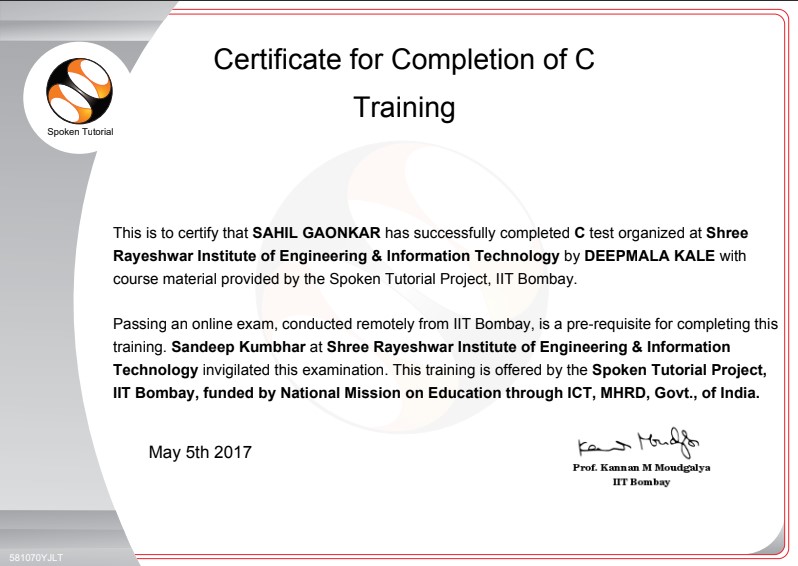 Certificate for Completion of C
Training
Spoken Tutorial
This is to certify that SAHIL GAONKAR has successfully completed C test organized at Shree
Rayeshwar Institute of Engineering & Information Technology by DEEPMALA KALE with
course material provided by the Spoken Tutorial Project, IIT Bombay.
Passing an online exam, conducted remotely from IIT Bombay, is a pre-requisite for completing this
training. Sandeep Kumbhar at Shree Rayeshwar Institute of Engineering & Information
Technology invigilated this examination. This training is offered by the Spoken Tutorial Project,
IIT Bombay, funded by National Mission on Education through ICT, MHRD, Govt., of India.
May 5th 2017
Prof. Kannan M Moudgalya
IIT Bombay
581070YJLT